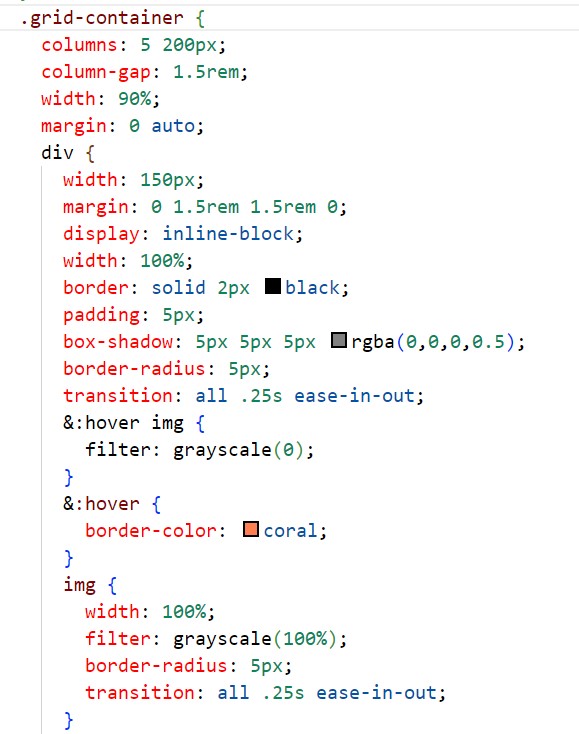 .grid-container {
columns: 5 200px;
column-gap: 1.5rem;
width: 90%;
margin: 0 auto;
div {
width: 150px;
margin: 0 1.5rem 1.5rem 0;
display: inline-block;
width: 100%;
border: solid 2px black;
padding: 5px;
box-shadow: 5px 5px 5px rgba(0,0,0,0.5);
border-radius: 5px;
transition: all .25s ease-in-out;
&:hover img {
filter: grayscale(0);
}
&:hover {
border-color: coral;
}
img {
width: 100%;
filter: grayscale(100%);
border-radius: 5px;
transition: all .25s ease-in-out;
}